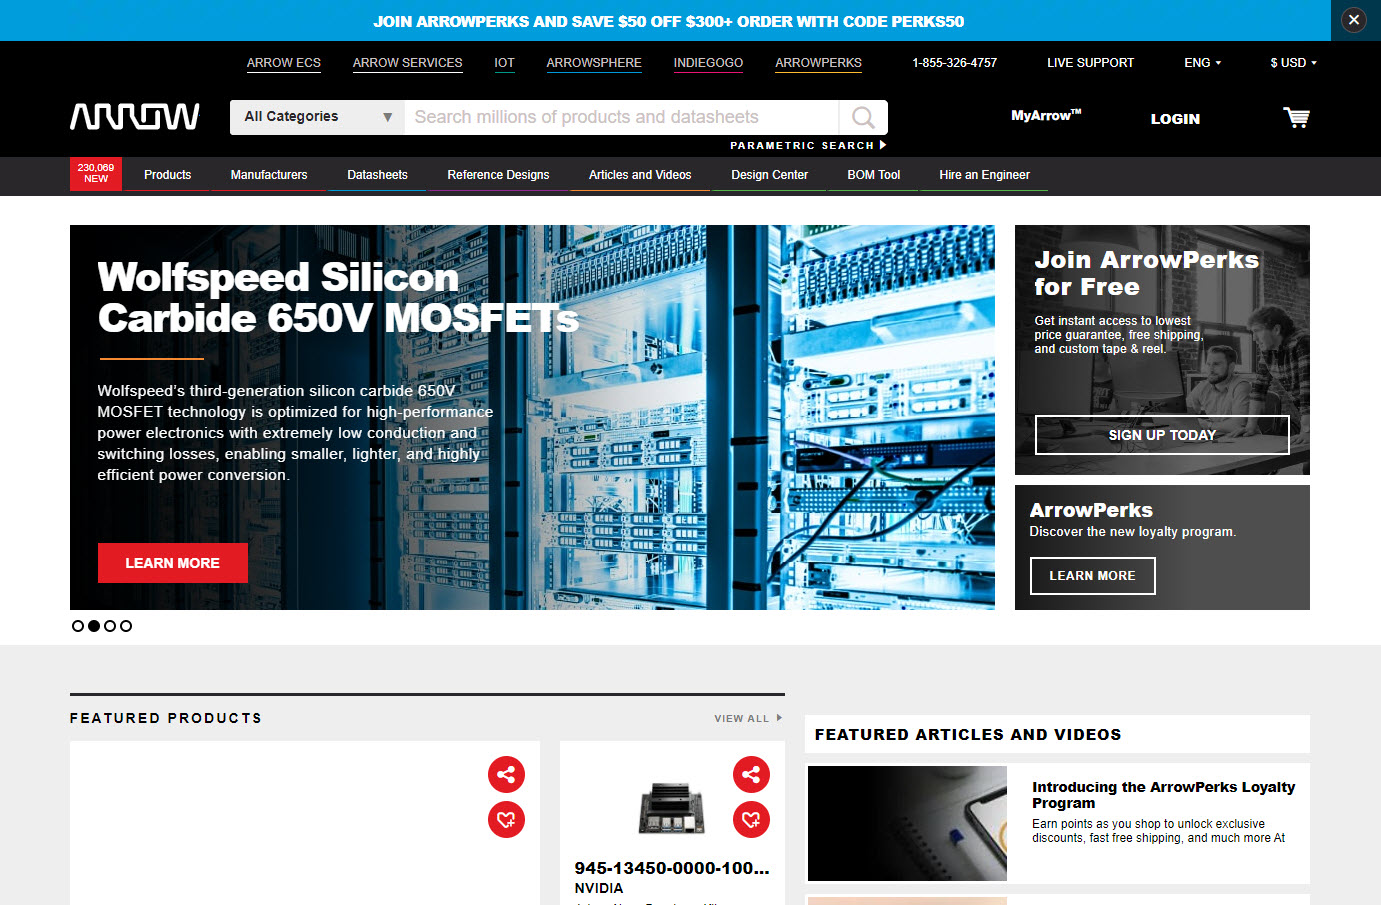 JOIN ARROWPERKS AND SAVE $50 OFF $300+ ORDER WITH CODE PERKS50
ARROW ECS ARROW SERVICES IOT ARROWSPHERE INDIEGOGO ARROWPERKS 1-855-326-4757 LIVE SUPPORT ENG $ USD
ARROW All Categories Search millions of products and datasheets MyArrow™ LOGIN
PARAMETRIC SEARCH
230,069
NEW
Products Manufacturers Datasheets Reference Designs Articles and Videos Design Center BOM Tool Hire an Engineer
Wolfspeed Silicon
Carbide 650V MOSFETs
Wolfspeed’s third-generation silicon carbide 650V
MOSFET technology is optimized for high-performance
power electronics with extremely low conduction and
switching losses, enabling smaller, lighter, and highly
efficient power conversion.
LEARN MORE
Join ArrowPerks
for Free
Get instant access to lowest
price guarantee, free shipping,
and custom tape & reel.
SIGN UP TODAY
ArrowPerks
Discover the new loyalty program.
LEARN MORE
FEATURED PRODUCTS VIEW ALL
945-13450-0000-100...
NVIDIA
FEATURED ARTICLES AND VIDEOS
Introducing the ArrowPerks Loyalty
Program
Earn points as you shop to unlock exclusive
discounts, fast free shipping, and much more At